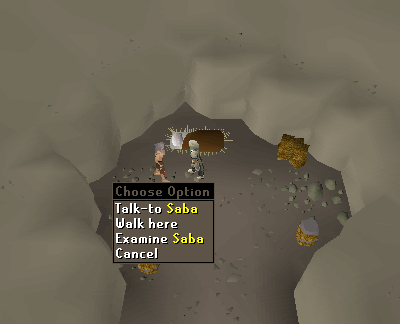 Choose Option
Talk-to Saba
Walk here
Examine Saba
Cancel